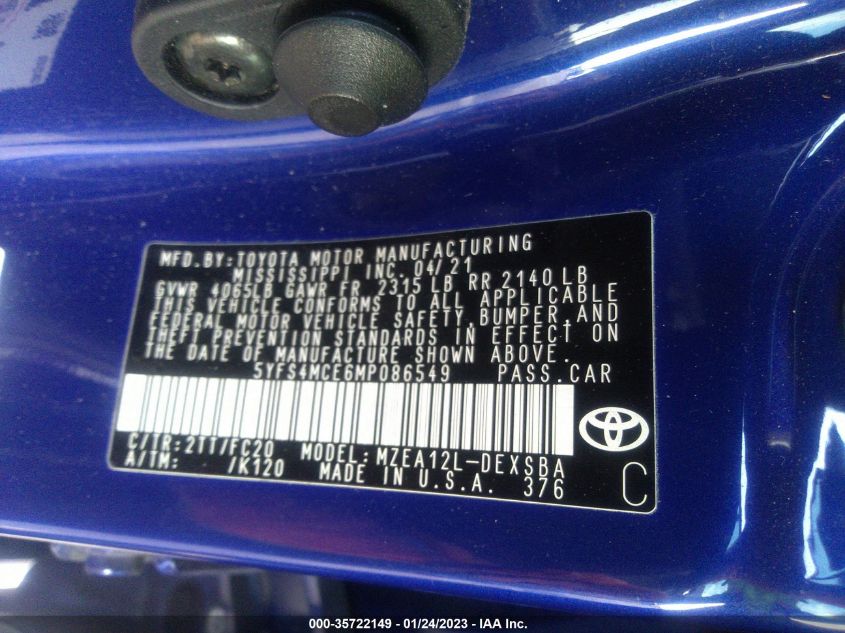 MFD.BY:TOYOTA MOTOR MANUFACTURING
MISSISSIPPI INC. 04/21
GVWR 4065LB GAWR FR 2315 LB RR 2140 LB
THIS VEHICLE CONFORMS TO ALL APPLICABLE
FEDERAL MOTOR VEHICLE SAFETY,BUMPER,AND
THEFT PREVENTION STANDARDS IN EFFECT ON
THE DATE OF MANUFACTURE SHOWN ABOVE.
5YFS4MCE6MP086549 PASS.CAR
C/TR:2TT/FC20 MODEL:MZEA12L-DEXSBA
A/TM: /K120 MADE IN U.S.A. 376
C
000-35722149 - 01/24/2023 - IAA Inc.